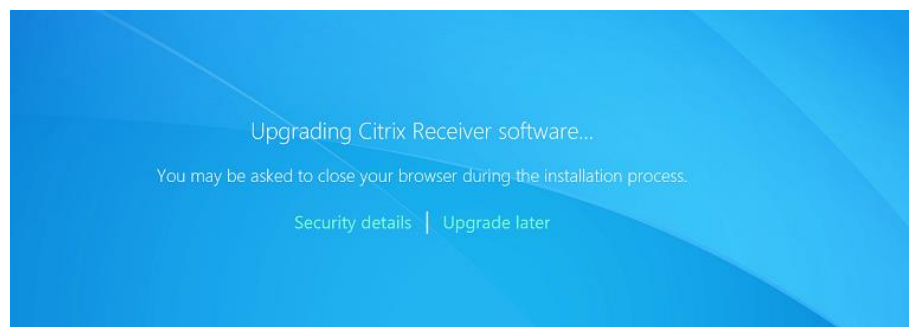 Upgrading Citrix Receiver software...
You may be asked to close your browser during the installation process.
Security details | Upgrade later